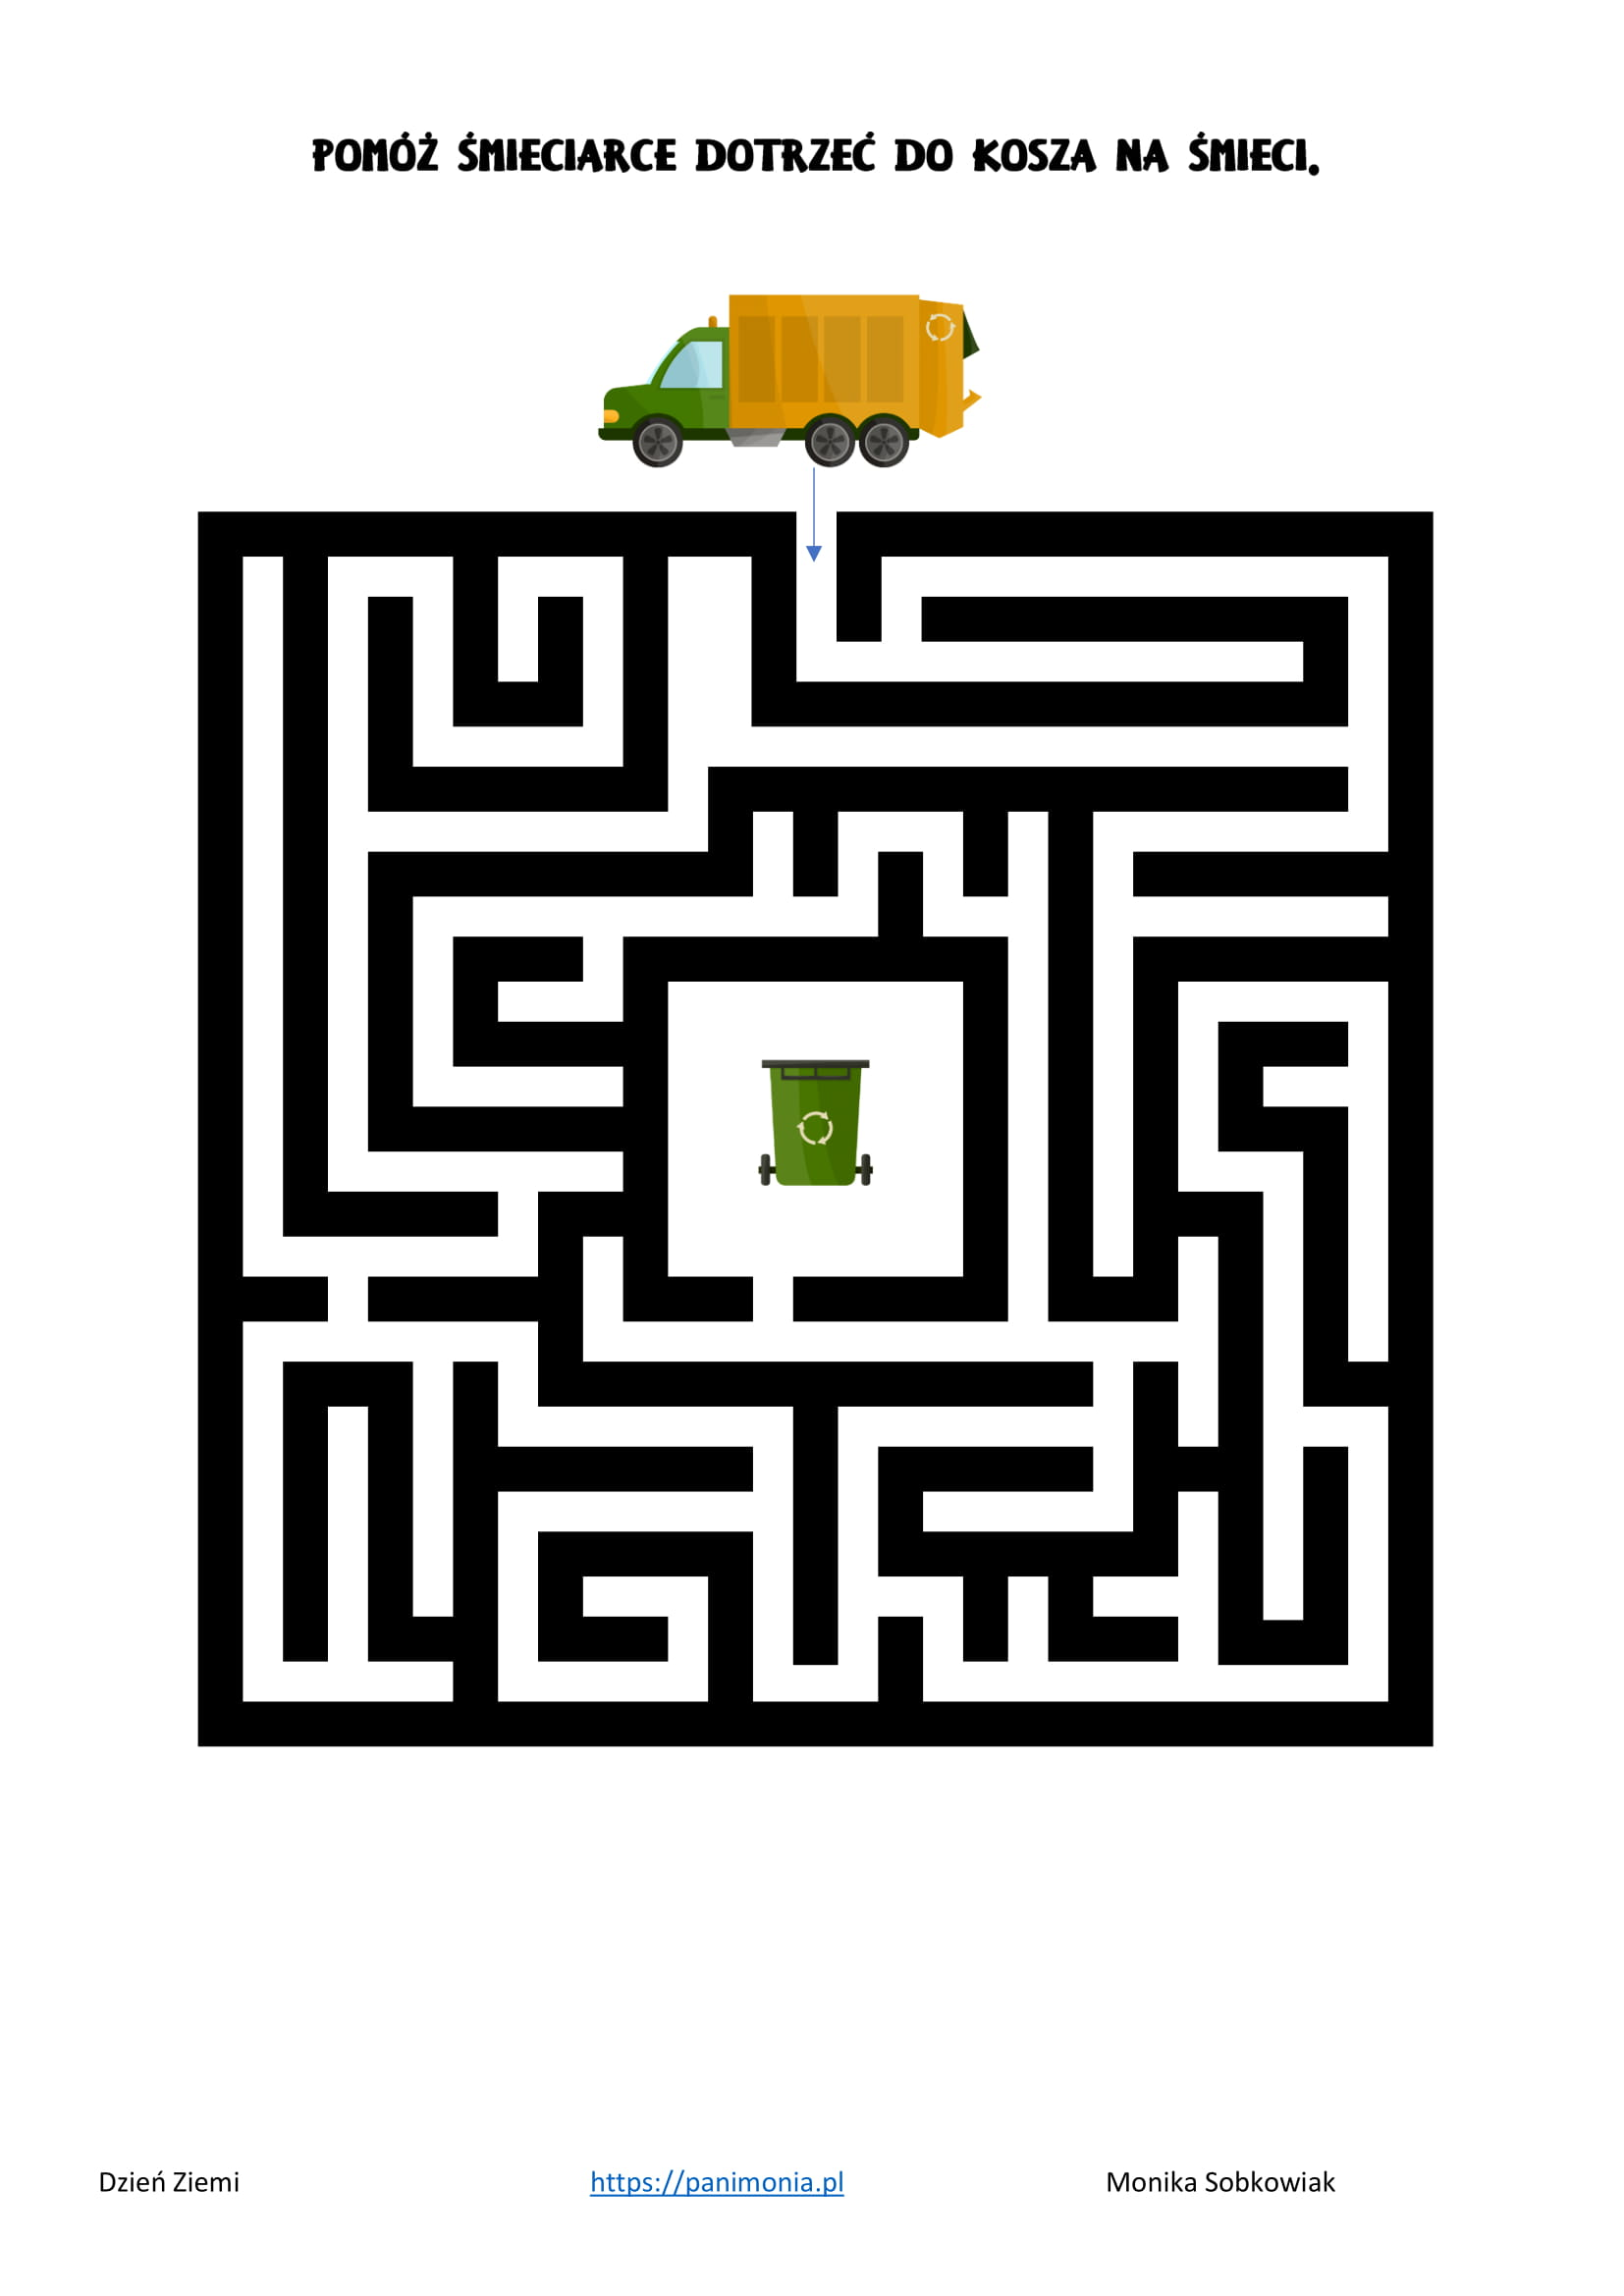 POMÓŻ ŚMIECIARCE DOTRZEĆ DO KOSZA NA ŚMIECI.
Dzień Ziemi https://panimonia.pl Monika Sobkowiak